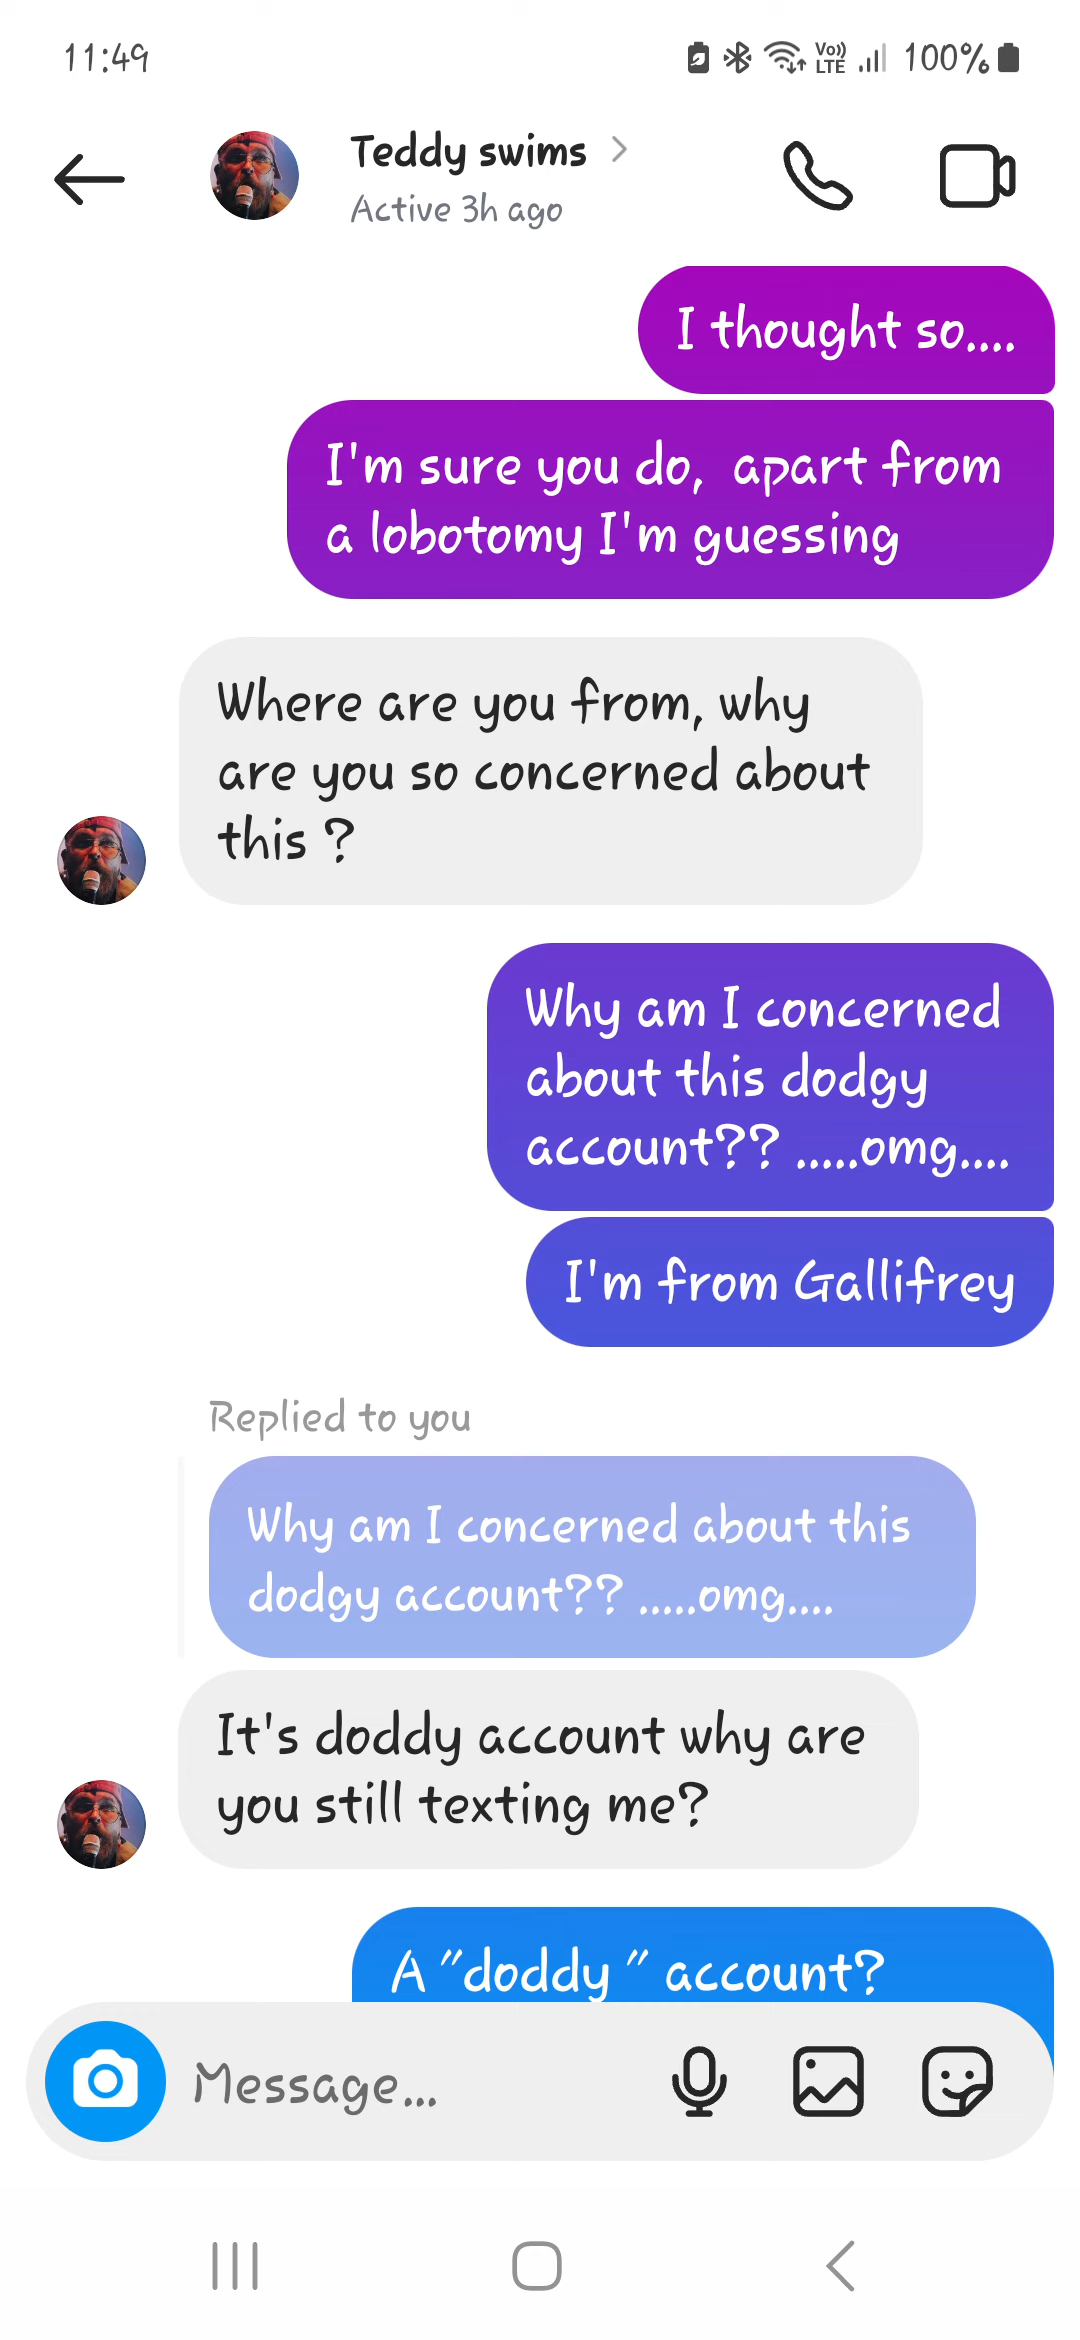 11:49
Vo))
LTE
100%
Teddy swims
Active 3h ago
I thought so....
I'm sure you do,  apart from
a lobotomy I'm guessing
Where are you from, why
are you so concerned about
this ?
Why am I concerned
about this dodgy
account?? .....omg....
I'm from Gallifrey
Replied to you
Why am I concerned about this
dodgy account?? .....omg....
It's doddy account why are
you still texting me?
A "doddy " account?
Message...